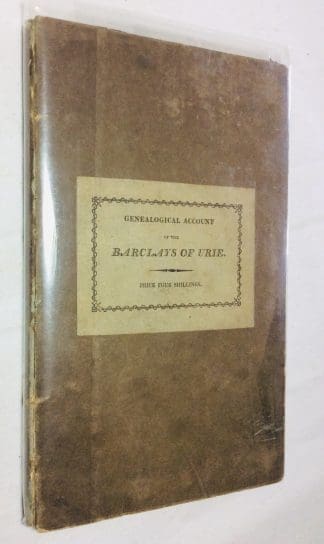 GENEALOGICAL ACCOUNT
OF THE
BARCLAYS OF URIE.
PRICE FOUR SHILLINGS.